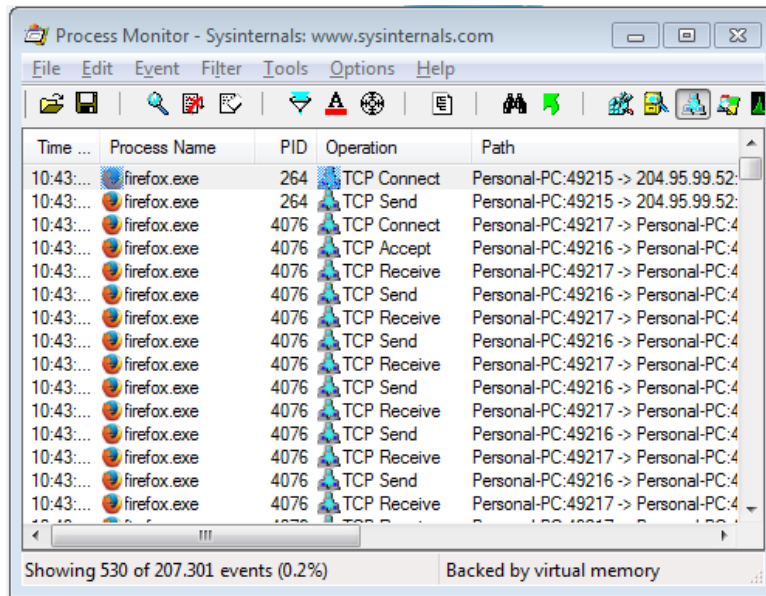 Process Monitor - Sysinternals: www.sysinternals.com
File Edit Event Filter Tools Options Help
Time ... Process Name PID Operation Path
10:43:... firefox.exe 264 TCP Connect Personal-PC:49215 -> 204.95.99.52:
10:43:... firefox.exe 264 TCP Send Personal-PC:49215 -> 204.95.99.52:
10:43:... firefox.exe 4076 TCP Connect Personal-PC:49217 -> Personal-PC:4
10:43:... firefox.exe 4076 TCP Accept Personal-PC:49216 -> Personal-PC:4
10:43:... firefox.exe 4076 TCP Receive Personal-PC:49217 -> Personal-PC:4
10:43:... firefox.exe 4076 TCP Send Personal-PC:49216 -> Personal-PC:4
10:43:... firefox.exe 4076 TCP Receive Personal-PC:49217 -> Personal-PC:4
10:43:... firefox.exe 4076 TCP Send Personal-PC:49216 -> Personal-PC:4
10:43:... firefox.exe 4076 TCP Receive Personal-PC:49217 -> Personal-PC:4
10:43:... firefox.exe 4076 TCP Send Personal-PC:49216 -> Personal-PC:4
10:43:... firefox.exe 4076 TCP Receive Personal-PC:49217 -> Personal-PC:4
10:43:... firefox.exe 4076 TCP Send Personal-PC:49216 -> Personal-PC:4
10:43:... firefox.exe 4076 TCP Receive Personal-PC:49217 -> Personal-PC:4
10:43:... firefox.exe 4076 TCP Send Personal-PC:49216 -> Personal-PC:4
10:43:... firefox.exe 4076 TCP Receive Personal-PC:49217 -> Personal-PC:4
Showing 530 of 207.301 events (0.2%) Backed by virtual memory